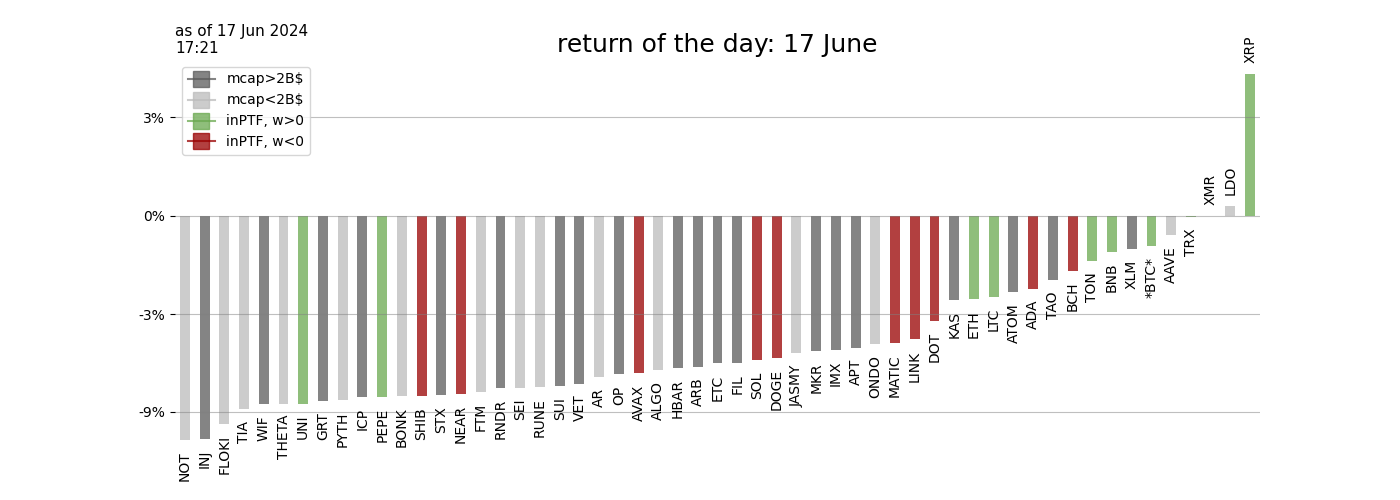 as of 17 Jun 2024
17:21
return of the day: 17 June
mcap>2B$
mcap<2B$
inPTF, w>0
inPTF, w<0
3%
0%
-3%
-9%
NOT
INJ
FLOKI
TIA
WIF
THETA
UNI
GRT
PYTH
ICP
PEPE
BONK
SHIB
STX
NEAR
FTM
RNDR
SEI
RUNE
SUI
VET
AR
OP
AVAX
ALGO
HBAR
ARB
ETC
FIL
SOL
DOGE
JASMY
MKR
IMX
APT
ONDO
MATIC
LINK
DOT
KAS
ETH
LTC
ATOM
ADA
TAO
BCH
TON
BNB
XLM
*BTC*
AAVE
TRX
XMR
LDO
XRP